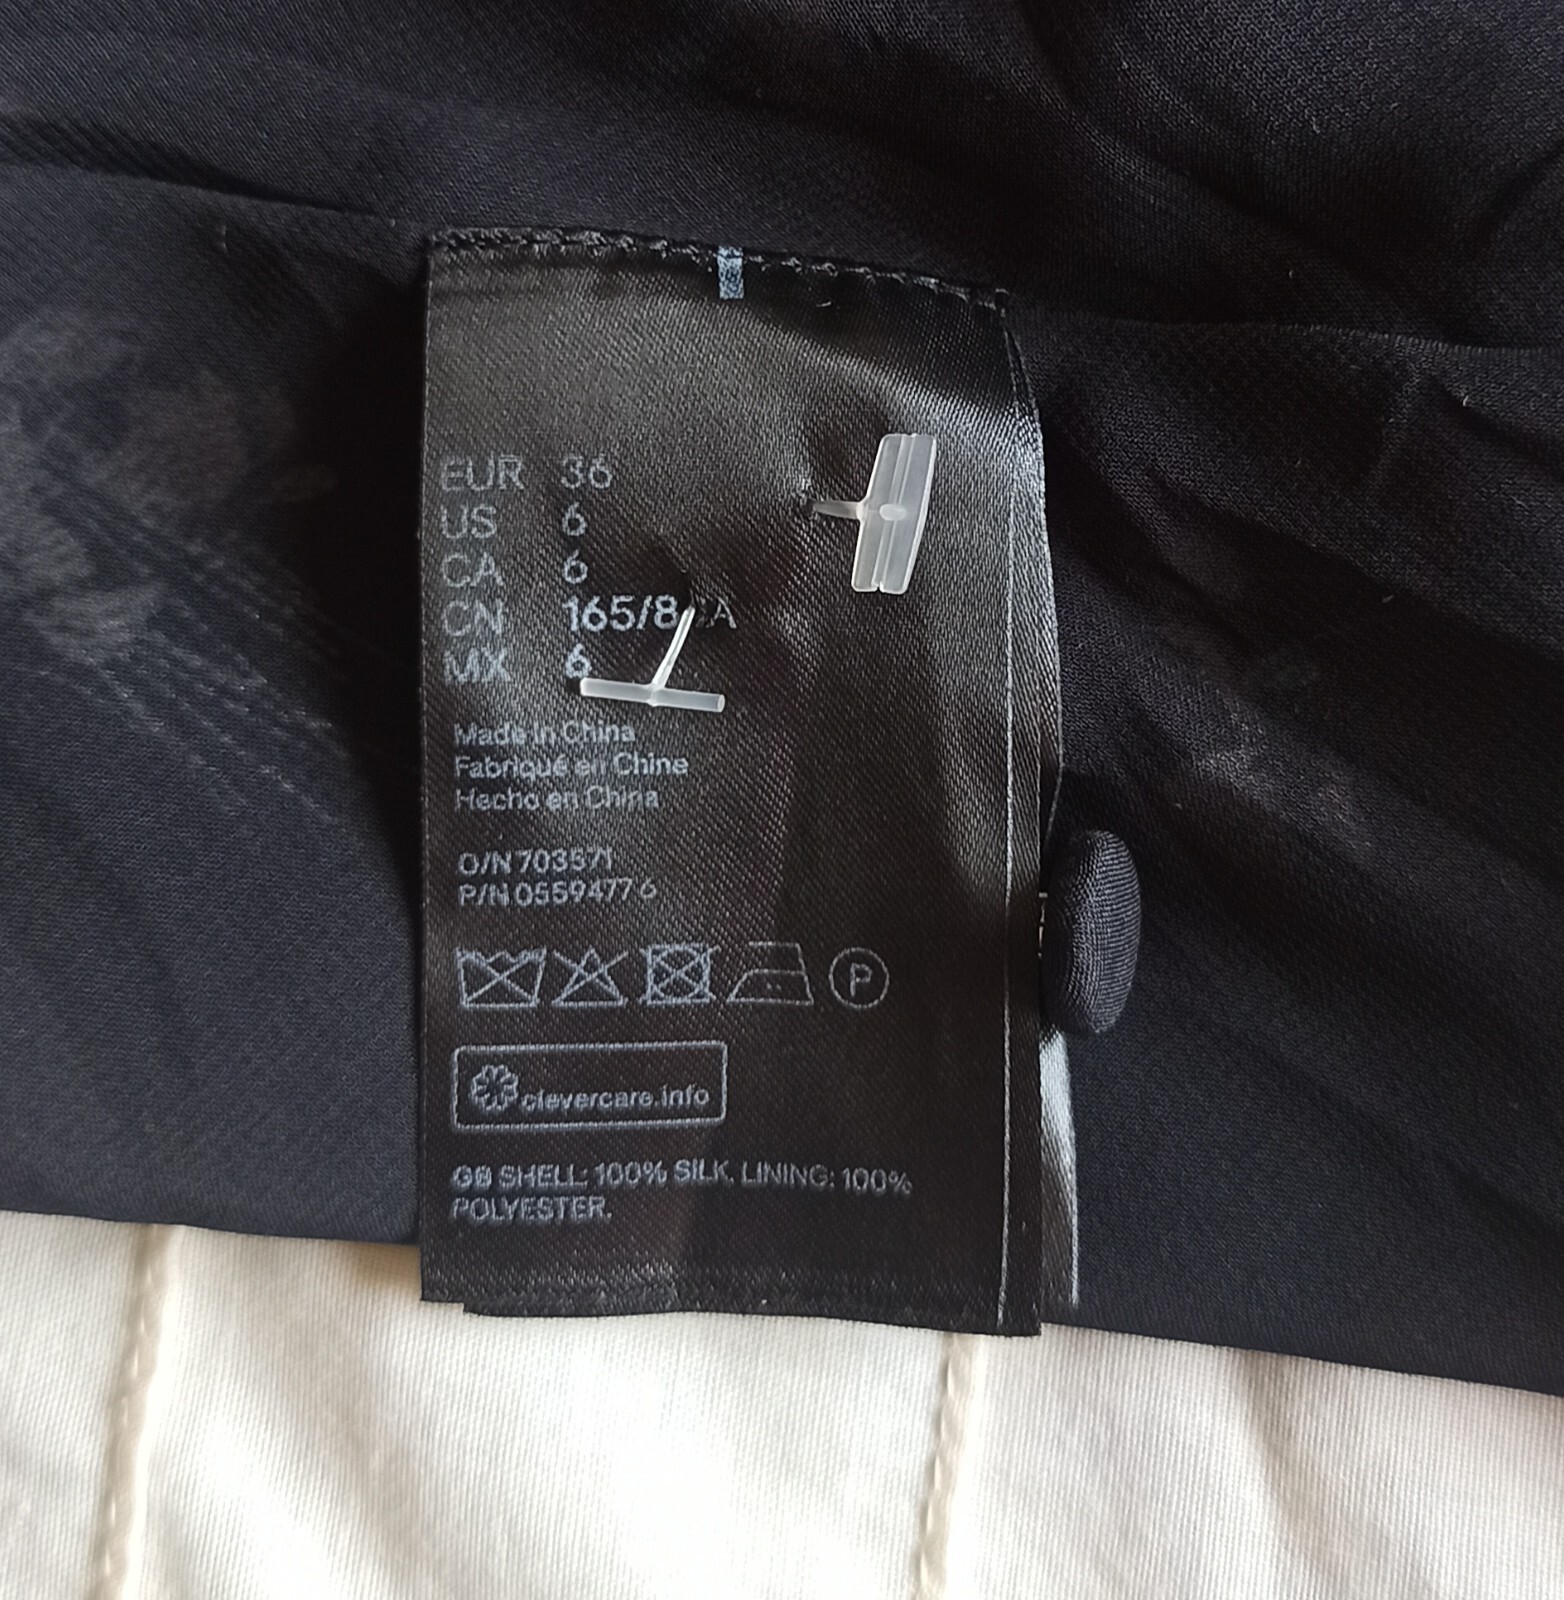 EUR 36
US 6
CA 6
CN
MX 6
Made in China
Fabriqué en Chine
Hecho en China
O/N 703571
P/N 0559477 6
P
clevercare.info
GB SHELL: 100% SILK. LINING: 100%
POLYESTER.